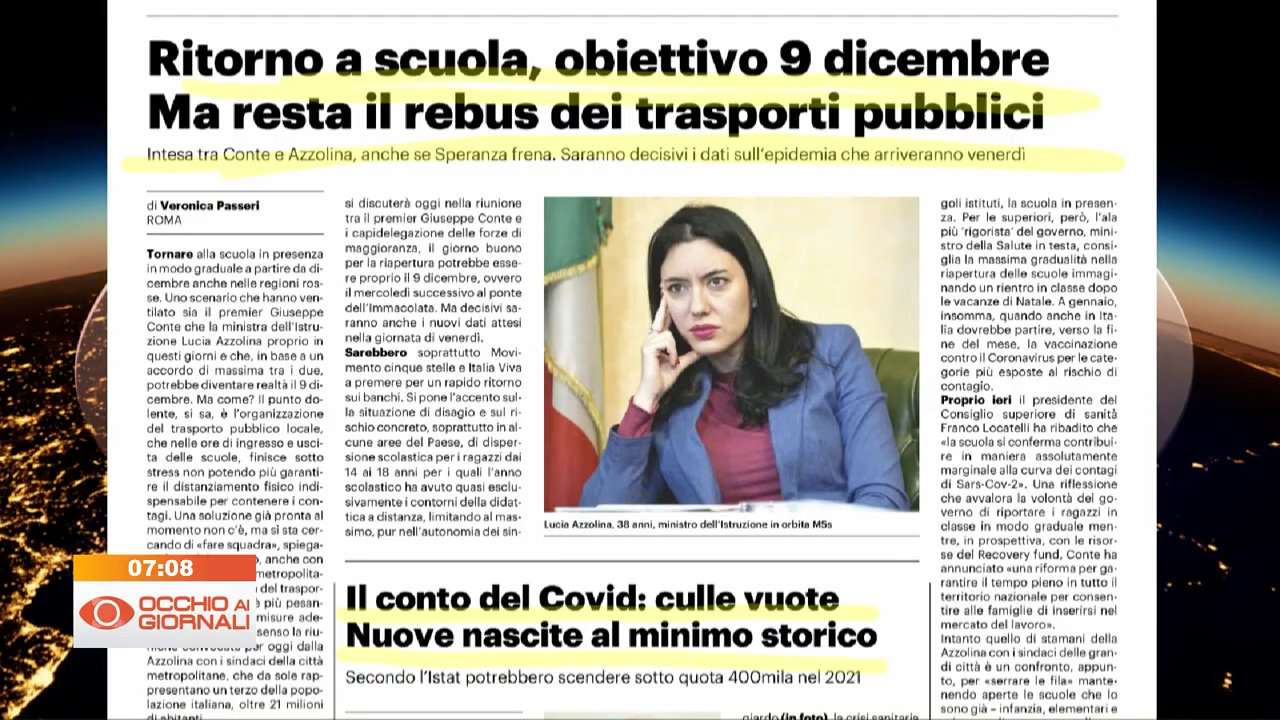 Ritorno a scuola, obiettivo 9 dicembre
Ma resta il rebus dei trasporti pubblici
Intesa tra Conte e Azzolina, anche se Speranza frena. Saranno decisivi i dati sull'epidemia che arriveranno venerdì
di Veronica Passeri
ROMA
Tornare alla scuola in presenza
in modo graduale a partire da di-
cembre anche nelle regioni ros-
se. Uno scenario che hanno ven-
tilato sia il premier Giuseppe
Conte che la ministra dell'Istru-
zione Lucia Azzolina proprio in
questi giorni e che, in base a un
accordo di massima tra i due,
potrebbe diventare realtà il 9 di-
cembre. Ma come? Il punto do-
lente, si sa, è l'organizzazione
del trasporto pubblico locale,
che nelle ore di ingresso e usci-
ta delle scuole, finisce sotto
stress non potendo più garanti-
re il distanziamento fisico indi-
spensabile per contenere i con-
tagi. Una soluzione già pronta al
momento non c'è, ma si sta cer-
cando di «fare squadra», spiega-
anche con
metropolita-
del traspor-
è più pesan-
misure ade-
senso la riu-
per oggi dalla
Azzolina con i sindaci della città
metropolitane, che da sole rap-
presentano un terzo della popo-
lazione italiana, oltre 21 milioni
di abitanti.
si discuterà oggi nella riunione
tra il premier Giuseppe Conte e
i capidelegazione delle forze di
maggioranza, il giorno buono
per la riapertura potrebbe esse-
re proprio il 9 dicembre, ovvero
il mercoledì successivo al ponte
dell'Immacolata. Ma decisivi sa-
ranno anche i nuovi dati attesi
nella giornata di venerdì.
Sarebbero soprattutto Movi-
mento cinque stelle e Italia Viva
a premere per un rapido ritorno
sui banchi. Si pone l'accento sul-
la situazione di disagio e sul ri-
schio concreto, soprattutto in al-
cune aree del Paese, di disper-
sione scolastica per i ragazzi dai
14 ai 18 anni per i quali l'anno
scolastico ha avuto quasi esclu-
sivamente i contorni della didat-
tica a distanza, limitando al mas-
simo, pur nell'autonomia dei sin-
Lucia Azzolina, 38 anni, ministro dell'Istruzione in orbita M5s
goli istituti, la scuola in presen-
za. Per le superiori, però, l'ala
più 'rigorista' del governo, mini-
stro della Salute in testa, consi-
glia la massima gradualità nella
riapertura delle scuole immagi-
nando un rientro in classe dopo
le vacanze di Natale. A gennaio,
insomma, quando anche in Ita-
lia dovrebbe partire, verso la fi-
ne del mese, la vaccinazione
contro il Coronavirus per le cate-
gorie più esposte al rischio di
contagio.
Proprio ieri il presidente del
Consiglio superiore di sanità
Franco Locatelli ha ribadito che
«la scuola si conferma contribui-
re in maniera assolutamente
marginale alla curva dei contagi
di Sars-Cov-2». Una riflessione
che avvalora la volontà del go-
verno di riportare i ragazzi in
classe in modo graduale men-
tre, in prospettiva, con le risor-
se del Recovery fund, Conte ha
annunciato «una riforma per ga-
rantire il tempo pieno in tutto il
territorio nazionale per consen-
tire alle famiglie di inserirsi nel
mercato del lavoro».
Intanto quello di stamani della
Azzolina con i sindaci delle gran-
di città è un confronto, appun-
to, per «serrare le fila» mante-
nendo aperte le scuole che lo
sono già – infanzia, elementari e
Il conto del Covid: culle vuote
Nuove nascite al minimo storico
Secondo l'Istat potrebbero scendere sotto quota 400mila nel 2021
giardo (in foto), la crisi sanitaria
07:08
OCCHIO AI
GIORNALI